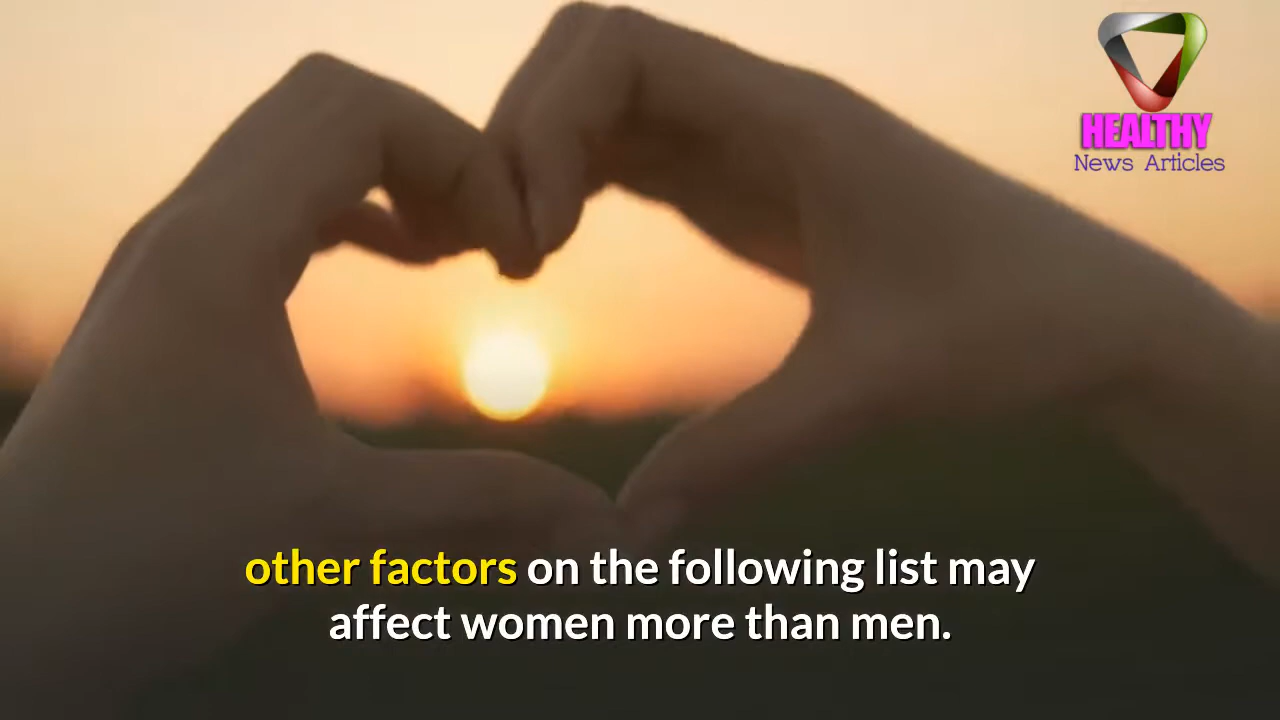 HEALTHY
News Articles
other factors on the following list may
affect women more than men.